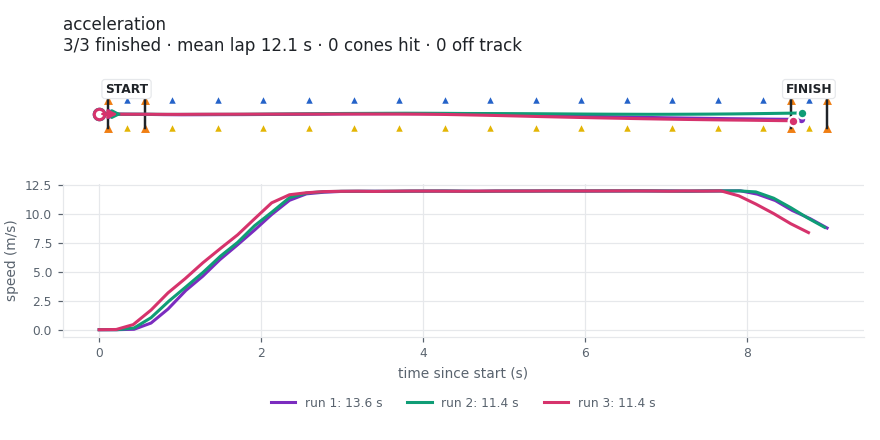 acceleration
3/3 finished · mean lap 12.1 s · 0 cones hit · 0 off track
START
FINISH
12.5
10.0
7.5
5.0
2.5
0.0
speed (m/s)
0 2 4 6 8
time since start (s)
run 1: 13.6 s run 2: 11.4 s run 3: 11.4 s